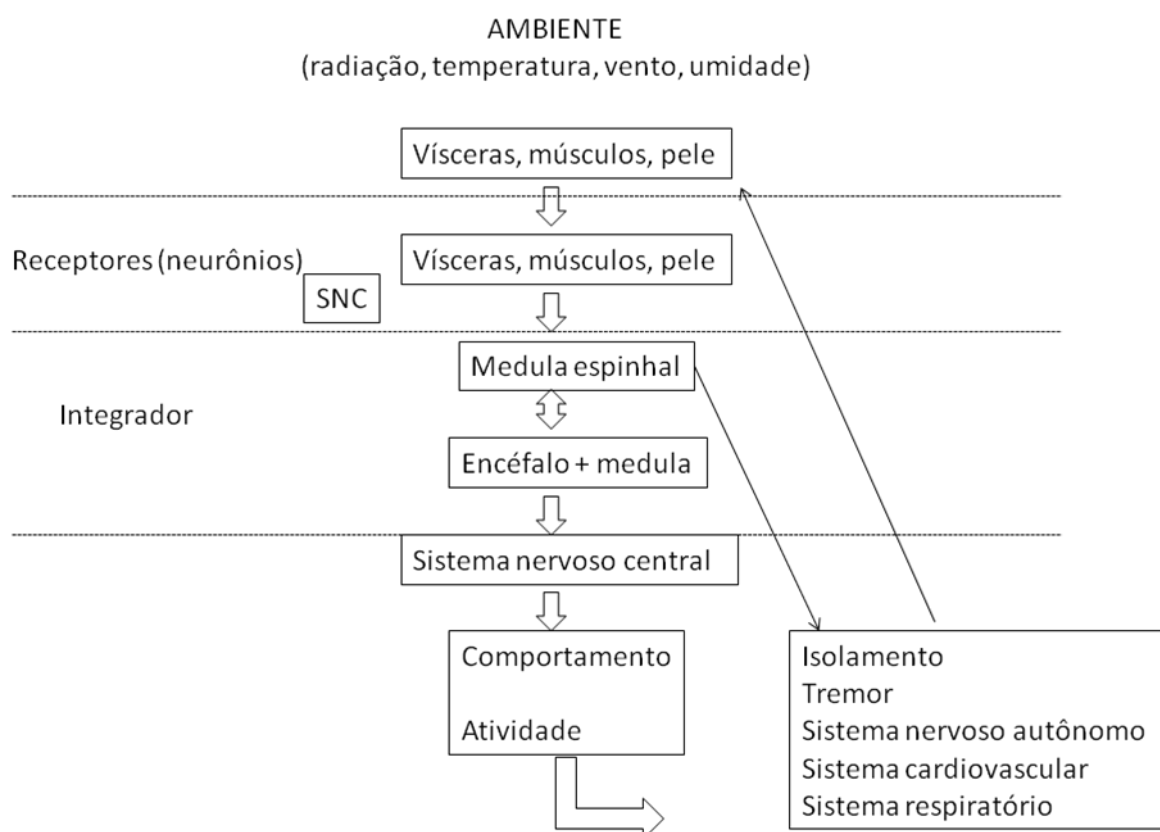 AMBIENTE
(radiação, temperatura, vento, umidade)
Vísceras, músculos, pele
Receptores (neurônios)
Vísceras, músculos, pele
SNC
Medula espinhal
Integrador
Encéfalo + medula
Sistema nervoso central
Comportamento
Atividade
Isolamento
Tremor
Sistema nervoso autônomo
Sistema cardiovascular
Sistema respiratório